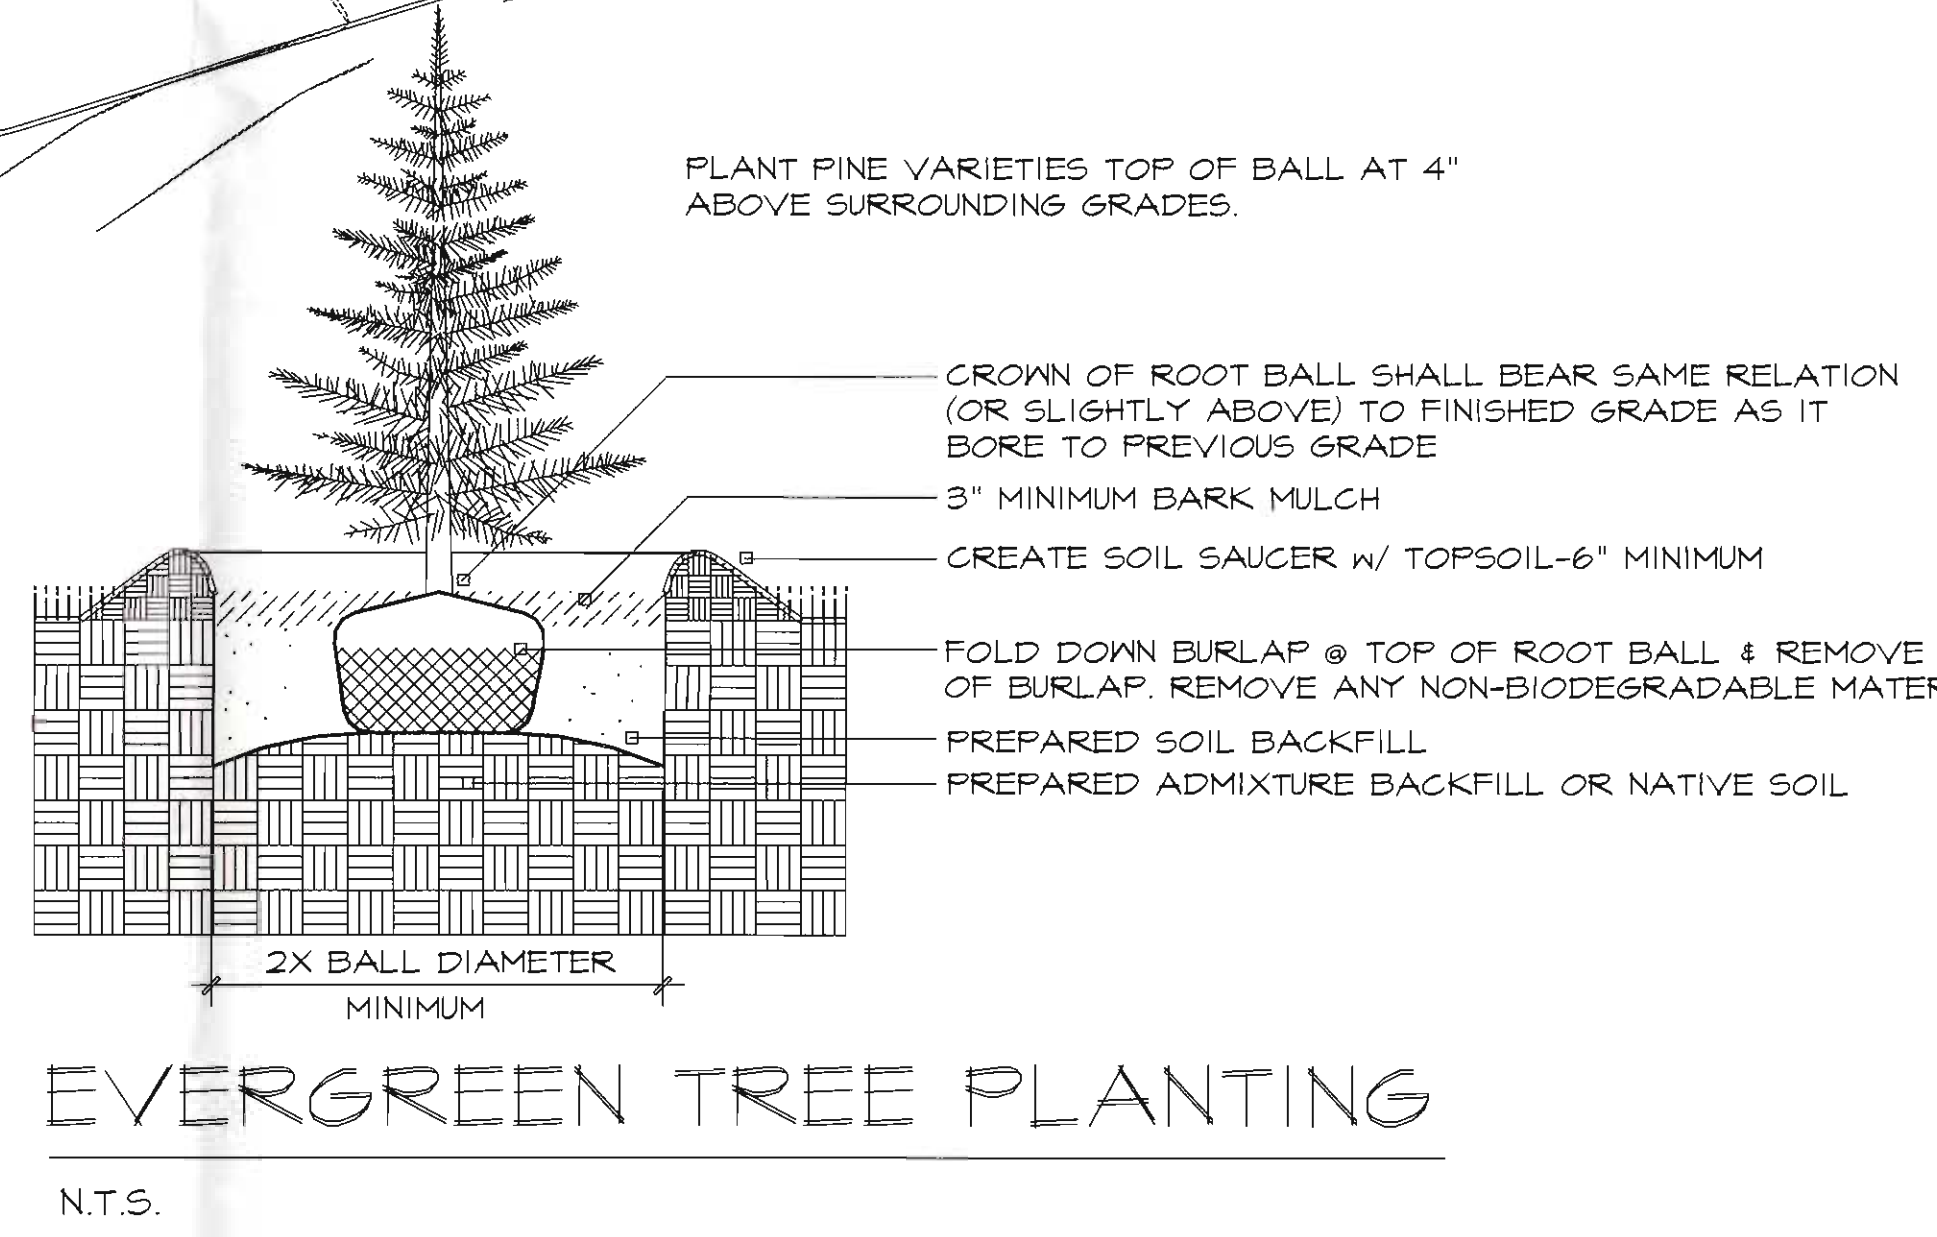 PLANT PINE VARIETIES TOP OF BALL AT 4"
ABOVE SURROUNDING GRADES.
CROWN OF ROOT BALL SHALL BEAR SAME RELATION
(OR SLIGHTLY ABOVE) TO FINISHED GRADE AS IT
BORE TO PREVIOUS GRADE
3" MINIMUM BARK MULCH
CREATE SOIL SAUCER W/ TOPSOIL-6" MINIMUM
FOLD DOWN BURLAP @ TOP OF ROOT BALL & REMOVE
OF BURLAP. REMOVE ANY NON-BIODEGRADABLE
PREPARED SOIL BACKFILL
PREPARED ADMIXTURE BACKFILL OR NATIVE SOIL
2X BALL DIAMETER
MINIMUM
EVERGREEN TREE PLANTING
N.T.S.